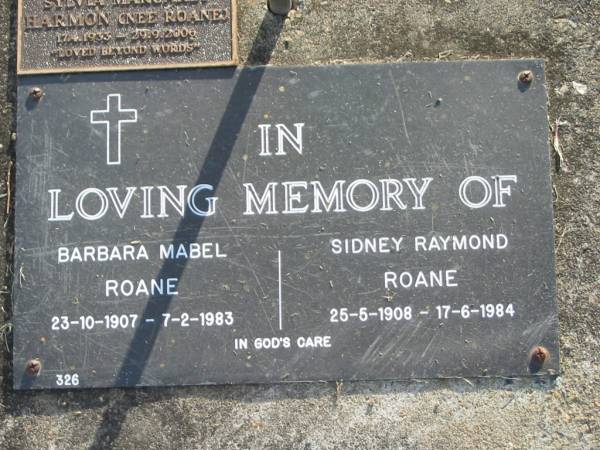 HARMON (NEE ROANE)
"LOVED BEYOND WORDS"
IN
LOVING MEMORY OF
BARBARA MABEL
ROANE
23-10-1907 - 7-2-1983
SIDNEY RAYMOND
ROANE
25-5-1908 - 17-6-1984
IN GOD'S CARE
326